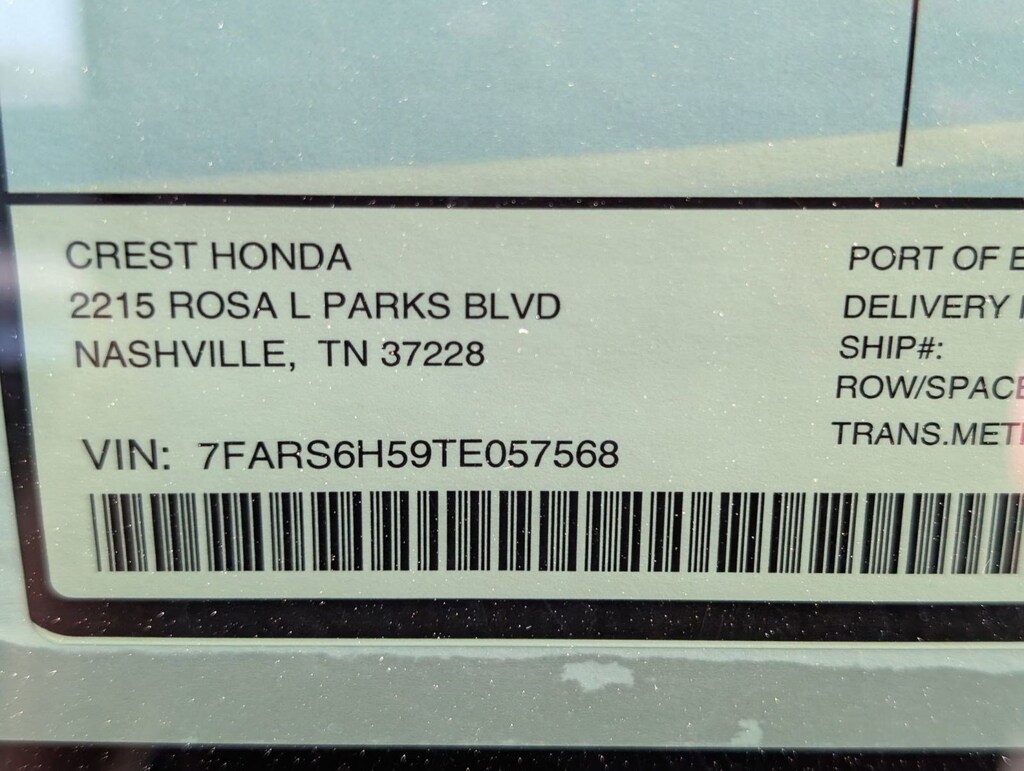 CREST HONDA
2215 ROSA L PARKS BLVD
NASHVILLE, TN 37228
VIN: 7FARS6H59TE057568
PORT OF E
DELIVERY
SHIP#:
ROW/SPACE
TRANS.MET